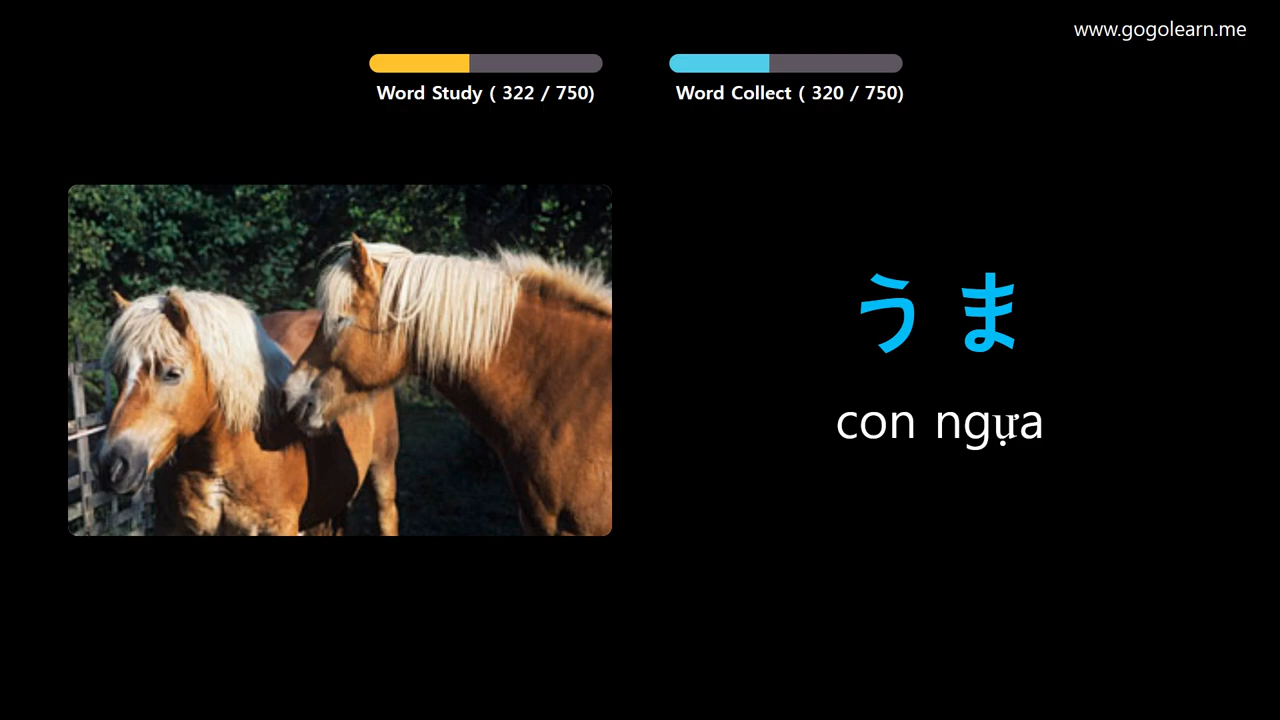 www.gogolearn.me
Word Study ( 322 / 750)
Word Collect ( 320 / 750)
うま
con ngựa